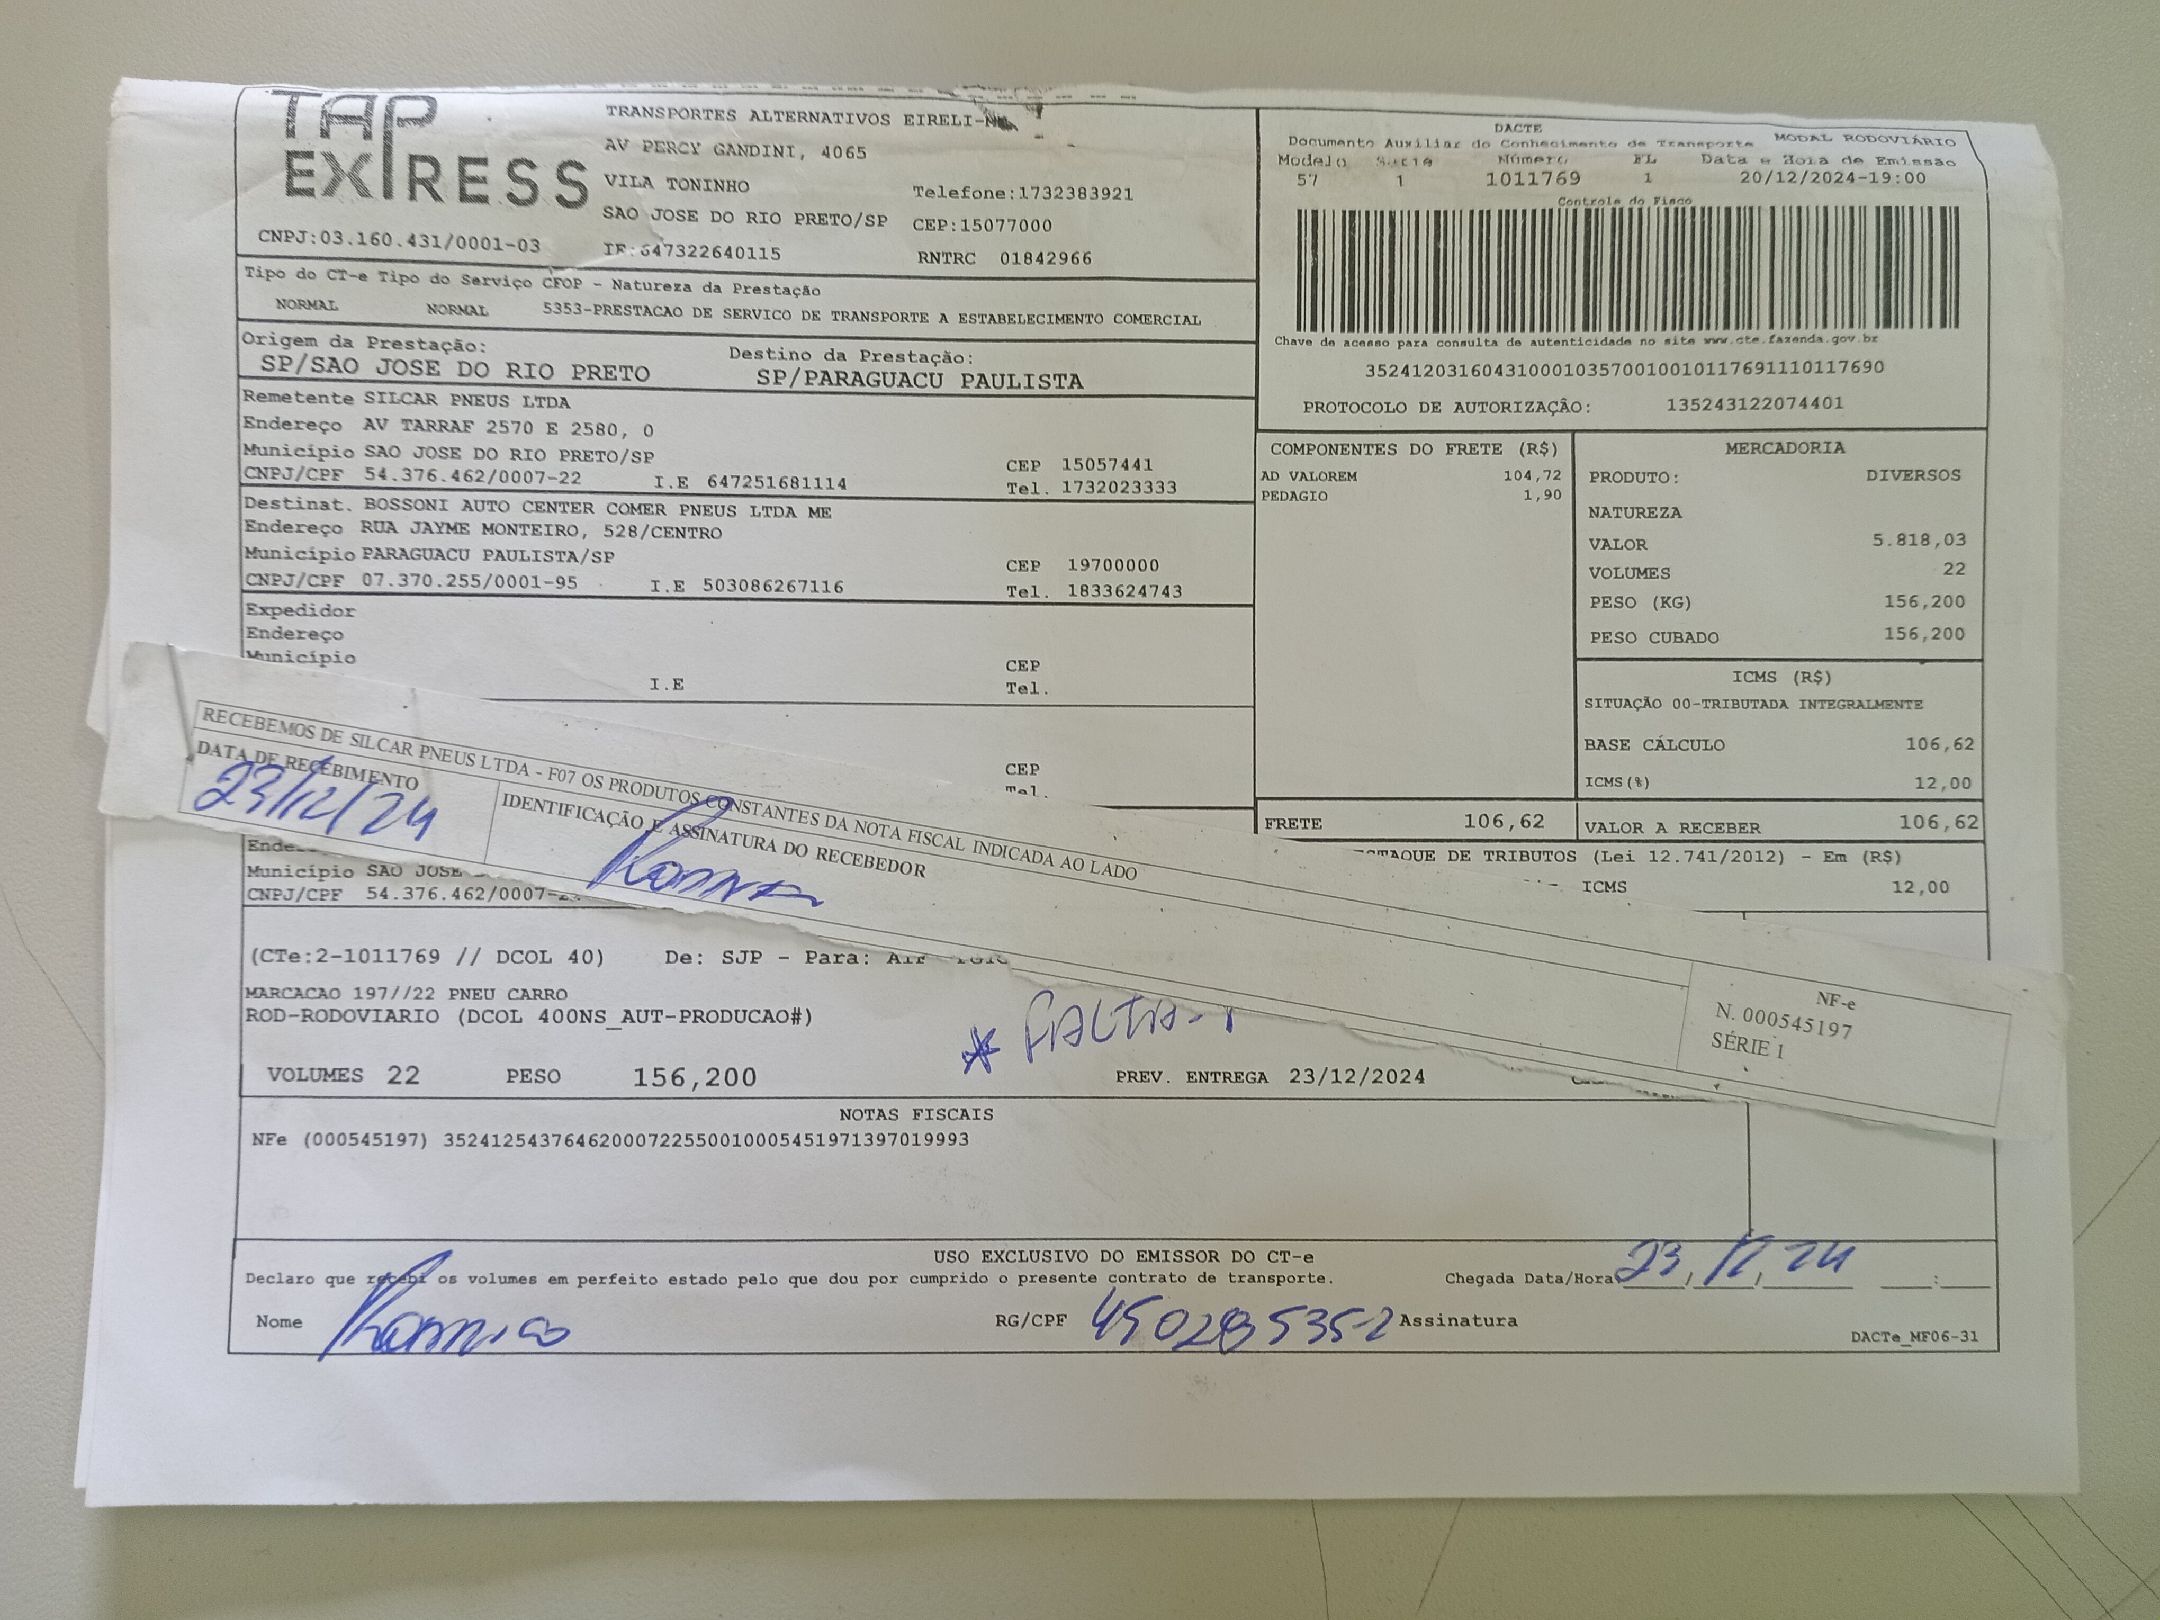 TAP EXPRESS
TRANSPORTES ALTERNATIVOS EIRELI-
AV PERCY GANDINI, 4065
VILA TONINHO
Telefone:1732383921
SAO JOSE DO RIO PRETO/SP CEP:15077000
CNPJ:03.160.431/0001-03 IE:647322640115 RNTRC 01842966
DACTE
Documento Auxiliar do Conhecimento de Transporte MODAL RODOVIÁRIO
Modelo Serie Número FL Data e Hora de Emissão
57 1 1011769 1 20/12/2024-19:00
Controle do Fisco
Chave de acesso para consulta de autenticidade no site www.cte.fazenda.gov.br
35241203160431000103570010010117691110117690
PROTOCOLO DE AUTORIZAÇÃO: 135243122074401
Tipo do CT-e Tipo do Serviço CFOP - Natureza da Prestação
NORMAL NORMAL 5353-PRESTACAO DE SERVICO DE TRANSPORTE A ESTABELECIMENTO COMERCIAL
Origem da Prestação: Destino da Prestação:
SP/SAO JOSE DO RIO PRETO SP/PARAGUACU PAULISTA
Remetente SILCAR PNEUS LTDA
Endereço AV TARRAF 2570 E 2580, 0
Município SAO JOSE DO RIO PRETO/SP CEP 15057441
CNPJ/CPF 54.376.462/0007-22 I.E 647251681114 Tel. 1732023333
Destinat. BOSSONI AUTO CENTER COMER PNEUS LTDA ME
Endereço RUA JAYME MONTEIRO, 528/CENTRO
Município PARAGUACU PAULISTA/SP CEP 19700000
CNPJ/CPF 07.370.255/0001-95 I.E 503086267116 Tel. 1833624743
Expedidor
Endereço
Município CEP
I.E Tel.
CEP
Tel.
COMPONENTES DO FRETE (R$)
AD VALOREM 104,72
PEDAGIO 1,90
FRETE 106,62
MERCADORIA
PRODUTO: DIVERSOS
NATUREZA
VALOR 5.818,03
VOLUMES 22
PESO (KG) 156,200
PESO CUBADO 156,200
ICMS (R$)
SITUAÇÃO 00-TRIBUTADA INTEGRALMENTE
BASE CÁLCULO 106,62
ICMS(%) 12,00
VALOR A RECEBER 106,62
DE TRIBUTOS (Lei 12.741/2012) - Em (R$)
ICMS 12,00
RECEBEMOS DE SILCAR PNEUS LTDA - F07 OS PRODUTOS CONSTANTES DA NOTA FISCAL INDICADA AO LADO
DATA DE RECEBIMENTO IDENTIFICAÇÃO E ASSINATURA DO RECEBEDOR
23/12/24
NF-e
N. 000545197
SÉRIE 1
Município SAO JOSE
CNPJ/CPF 54.376.462/0007-
(CTe:2-1011769 // DCOL 40) De: SJP - Para:
MARCACAO 197//22 PNEU CARRO
ROD-RODOVIARIO (DCOL 400NS_AUT-PRODUCAO#)
* FALTA-
VOLUMES 22 PESO 156,200 PREV. ENTREGA 23/12/2024
NOTAS FISCAIS
NFe (000545197) 35241254376462000722550010005451971397019993
USO EXCLUSIVO DO EMISSOR DO CT-e
Declaro que recebi os volumes em perfeito estado pelo que dou por cumprido o presente contrato de transporte. Chegada Data/Hora 23/12/24 :
Nome RG/CPF 45028535-2 Assinatura
DACTe_MF06-31